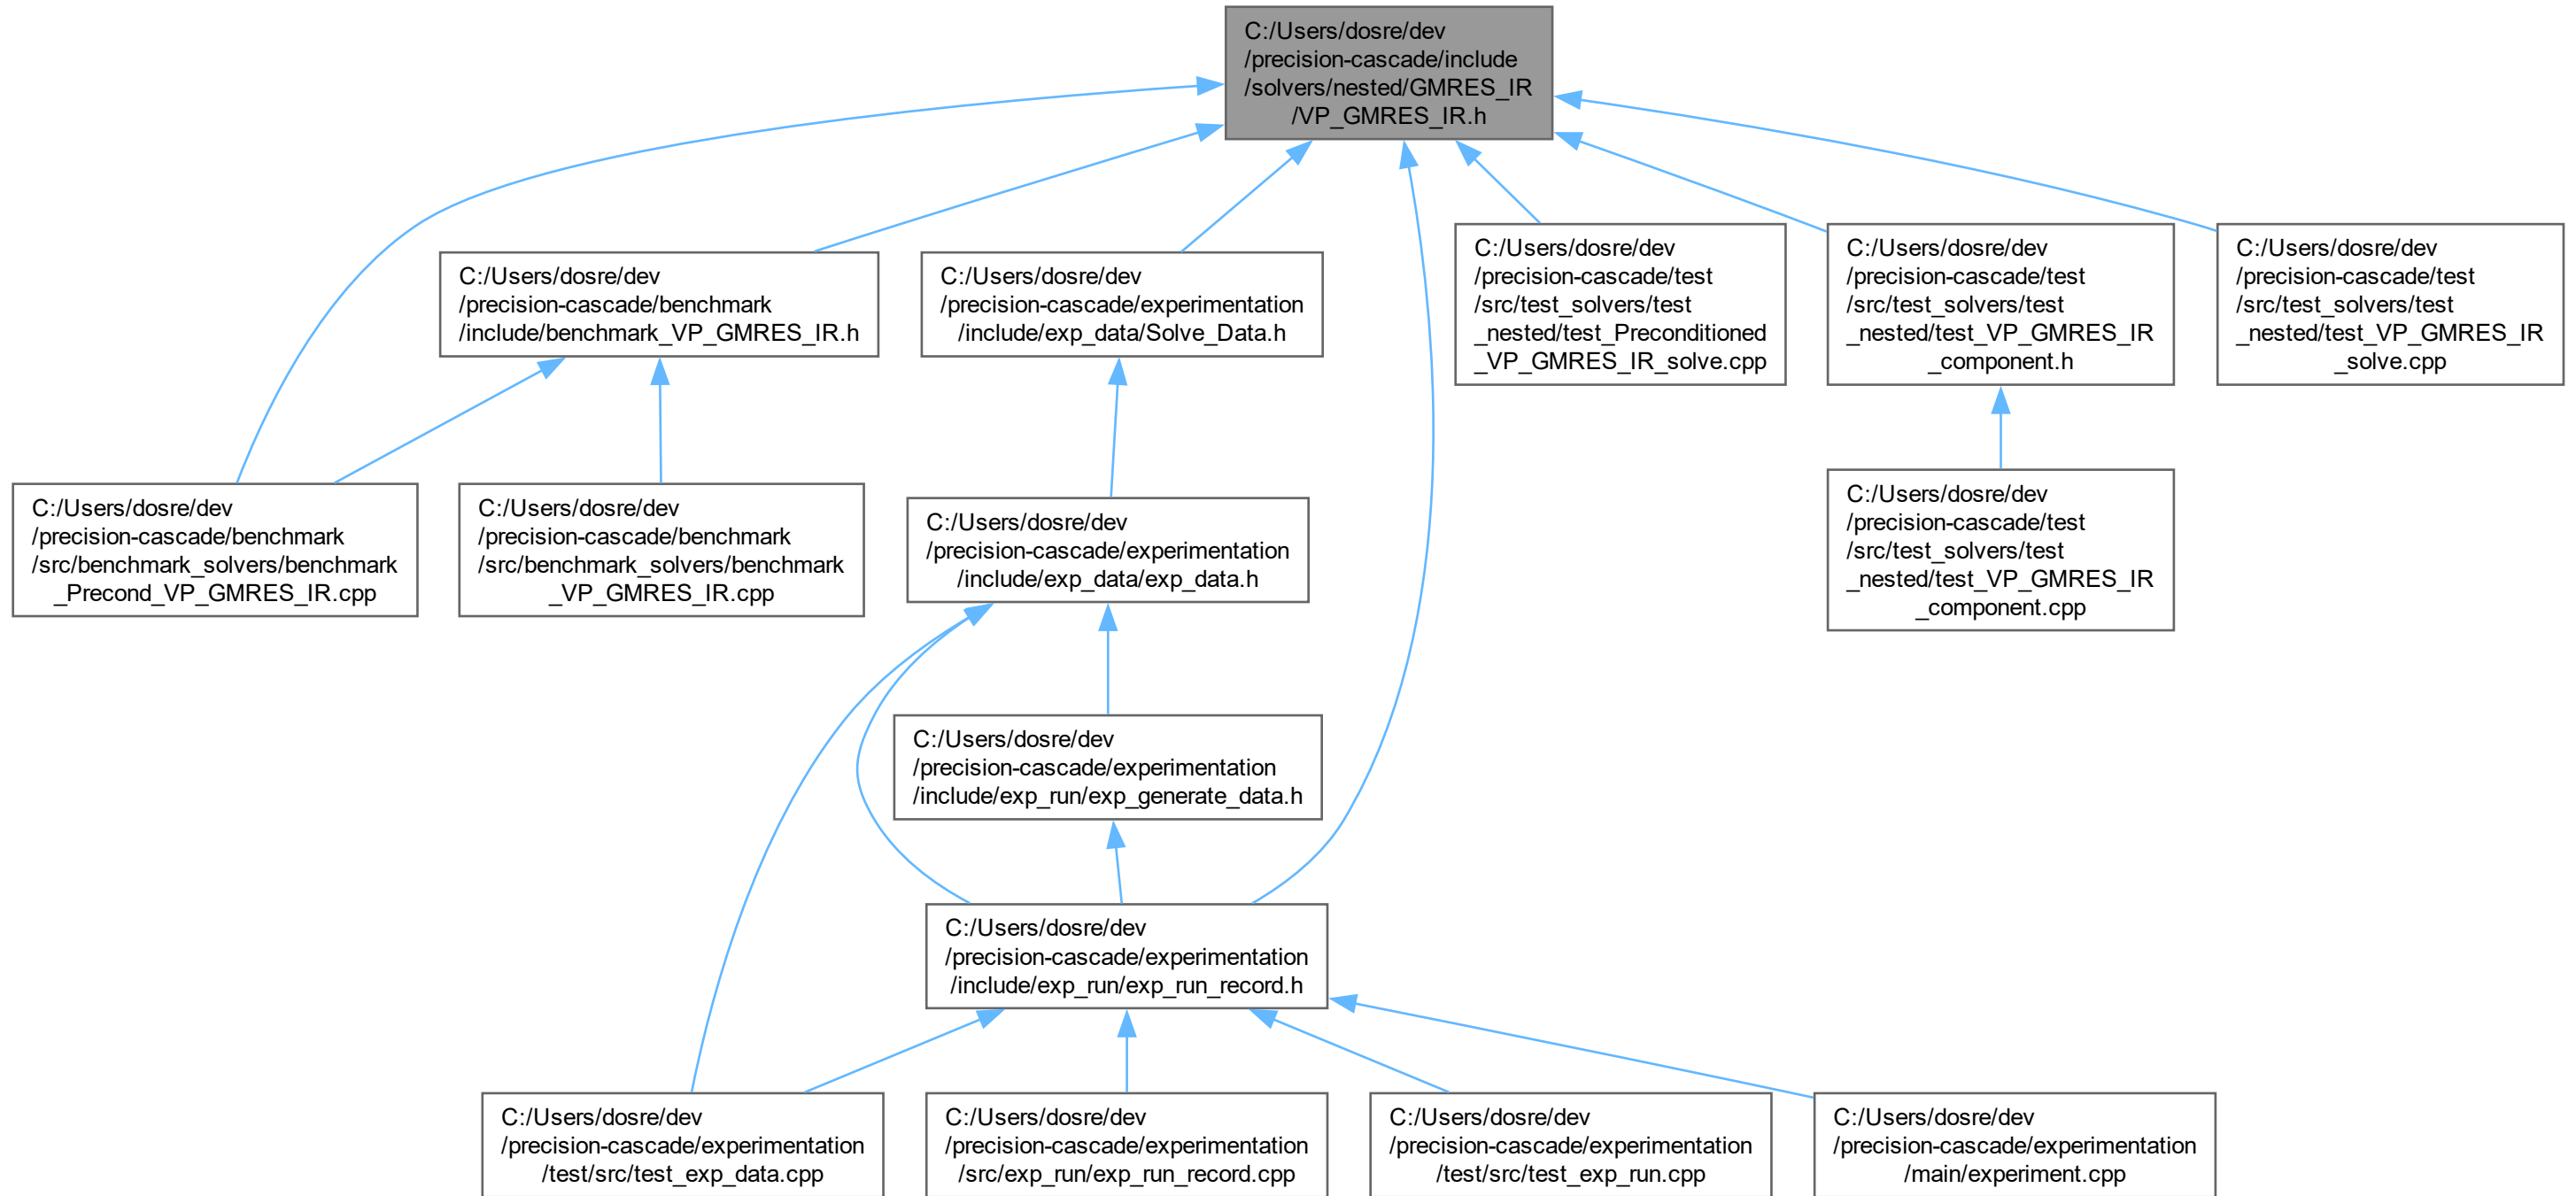 C:/Users/dosre/dev
/precision-cascade/include
/solvers/nested/GMRES_IR
/VP_GMRES_IR.h
C:/Users/dosre/dev
/precision-cascade/benchmark
/include/benchmark_VP_GMRES_IR.h
C:/Users/dosre/dev
/precision-cascade/experimentation
/include/exp_data/Solve_Data.h
C:/Users/dosre/dev
/precision-cascade/test
/src/test_solvers/test
_nested/test_Preconditioned
_VP_GMRES_IR_solve.cpp
C:/Users/dosre/dev
/precision-cascade/test
/src/test_solvers/test
_nested/test_VP_GMRES_IR
_component.h
C:/Users/dosre/dev
/precision-cascade/test
/src/test_solvers/test
_nested/test_VP_GMRES_IR
_solve.cpp
C:/Users/dosre/dev
/precision-cascade/benchmark
/src/benchmark_solvers/benchmark
_Precond_VP_GMRES_IR.cpp
C:/Users/dosre/dev
/precision-cascade/benchmark
/src/benchmark_solvers/benchmark
_VP_GMRES_IR.cpp
C:/Users/dosre/dev
/precision-cascade/experimentation
/include/exp_data/exp_data.h
C:/Users/dosre/dev
/precision-cascade/test
/src/test_solvers/test
_nested/test_VP_GMRES_IR
_component.cpp
C:/Users/dosre/dev
/precision-cascade/experimentation
/include/exp_run/exp_generate_data.h
C:/Users/dosre/dev
/precision-cascade/experimentation
/include/exp_run/exp_run_record.h
C:/Users/dosre/dev
/precision-cascade/experimentation
/test/src/test_exp_data.cpp
C:/Users/dosre/dev
/precision-cascade/experimentation
/src/exp_run/exp_run_record.cpp
C:/Users/dosre/dev
/precision-cascade/experimentation
/test/src/test_exp_run.cpp
C:/Users/dosre/dev
/precision-cascade/experimentation
/main/experiment.cpp